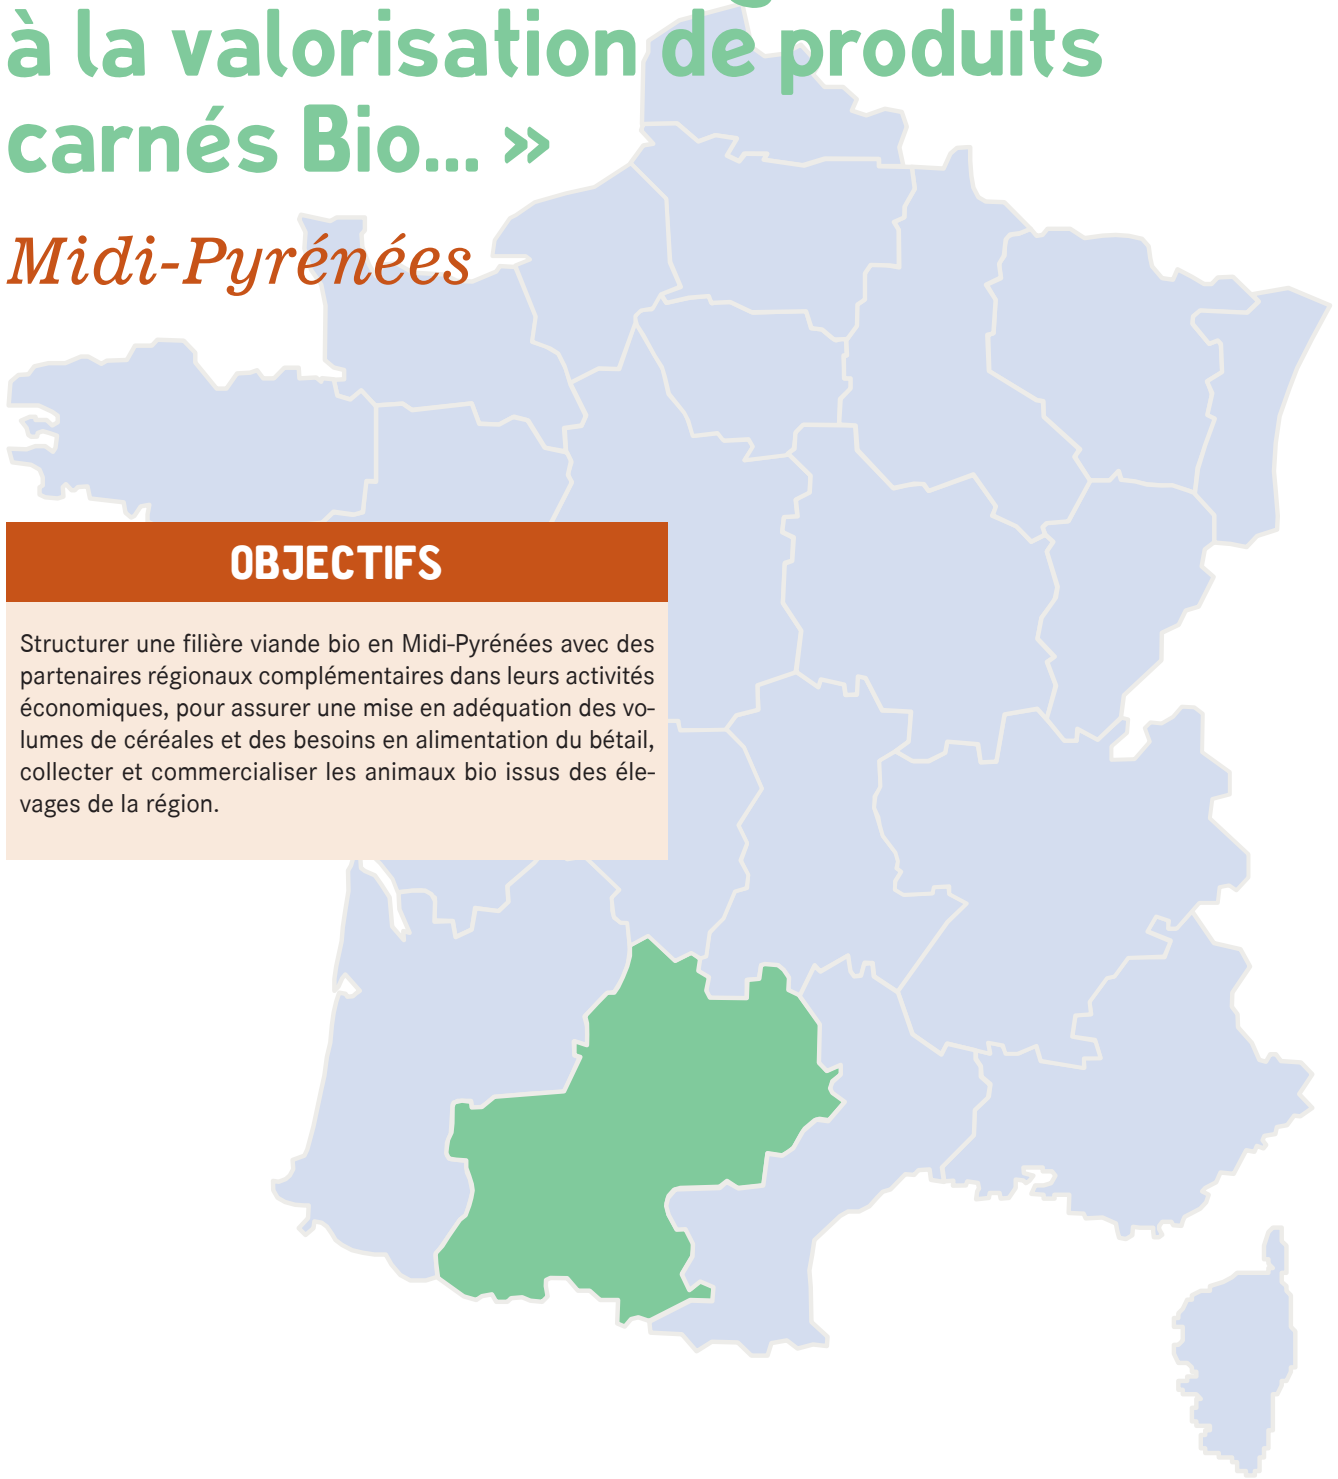 à la valorisation de produits
carnés Bio... »
Midi-Pyrénées
OBJECTIFS
Structurer une filière viande bio en Midi-Pyrénées avec des
partenaires régionaux complémentaires dans leurs activités
économiques, pour assurer une mise en adéquation des vo-
lumes de céréales et des besoins en alimentation du bétail,
collecter et commercialiser les animaux bio issus des éle-
vages de la région.